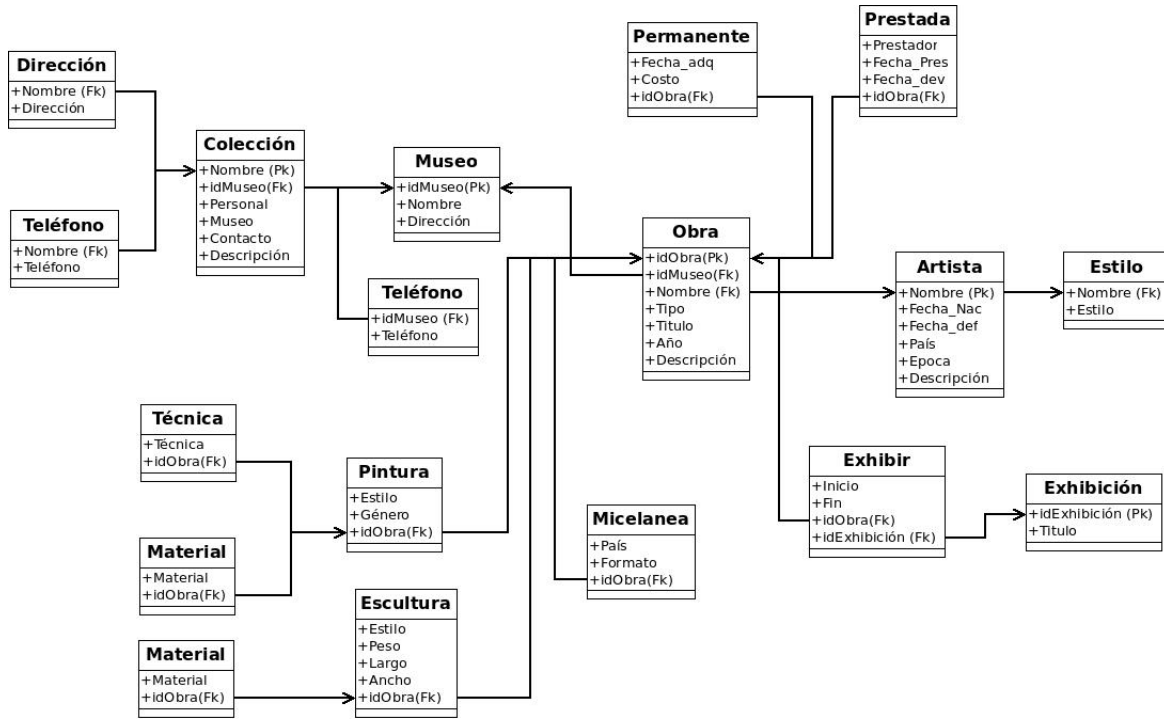 Dirección
+Nombre (Fk)
+Dirección
Teléfono
+Nombre (Fk)
+Teléfono
Colección
+Nombre (Pk)
+idMuseo(Fk)
+Personal
+Museo
+Contacto
+Descripción
Museo
+idMuseo(Pk)
+Nombre
+Dirección
Teléfono
+idMuseo (Fk)
+Teléfono
Permanente
+Fecha_adq
+Costo
+idObra(Fk)
Prestada
+Prestador
+Fecha_Pres
+Fecha_dev
+idObra(Fk)
Obra
+idObra(Pk)
+idMuseo(Fk)
+Nombre (Fk)
+Tipo
+Titulo
+Año
+Descripción
Artista
+Nombre (Pk)
+Fecha_Nac
+Fecha_def
+País
+Epoca
+Descripción
Estilo
+Nombre (Fk)
+Estilo
Técnica
+Técnica
+idObra(Fk)
Material
+Material
+idObra(Fk)
Pintura
+Estilo
+Género
+idObra(Fk)
Material
+Material
+idObra(Fk)
Escultura
+Estilo
+Peso
+Largo
+Ancho
+idObra(Fk)
Micelanea
+País
+Formato
+idObra(Fk)
Exhibir
+Inicio
+Fin
+idObra(Fk)
+idExhibición (Fk)
Exhibición
+idExhibición (Pk)
+Titulo